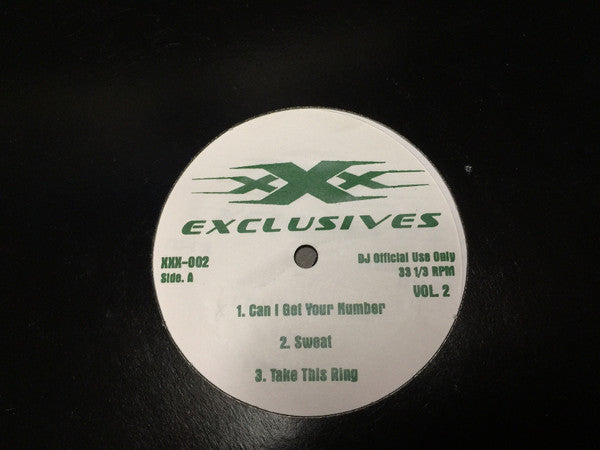 XXX
EXCLUSIVES
XXX-002
Side. A
DJ Official Use Only
33 1/3 RPM
VOL. 2
1. Can I Get Your Number
2. Sweat
3. Take This Ring